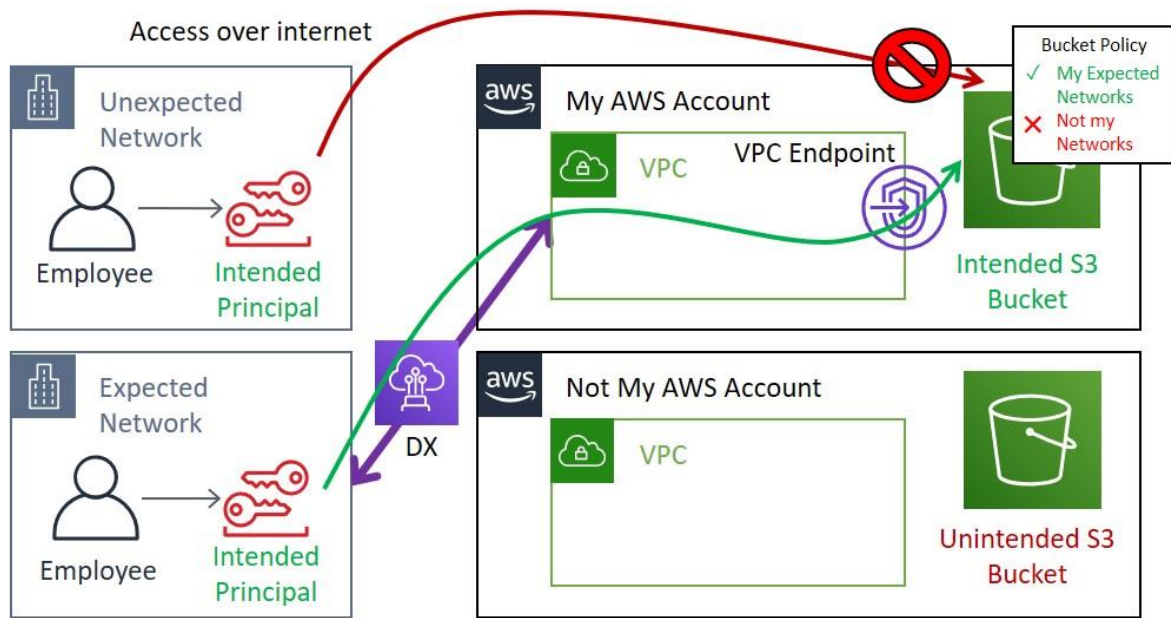 Access over internet
Unexpected
Network
Employee
Intended
Principal
aws
My AWS Account
VPC
VPC Endpoint
Bucket Policy
✓ My Expected
Networks
✕ Not my
Networks
Intended S3
Bucket
Expected
Network
Employee
Intended
Principal
DX
aws
Not My AWS Account
VPC
Unintended S3
Bucket